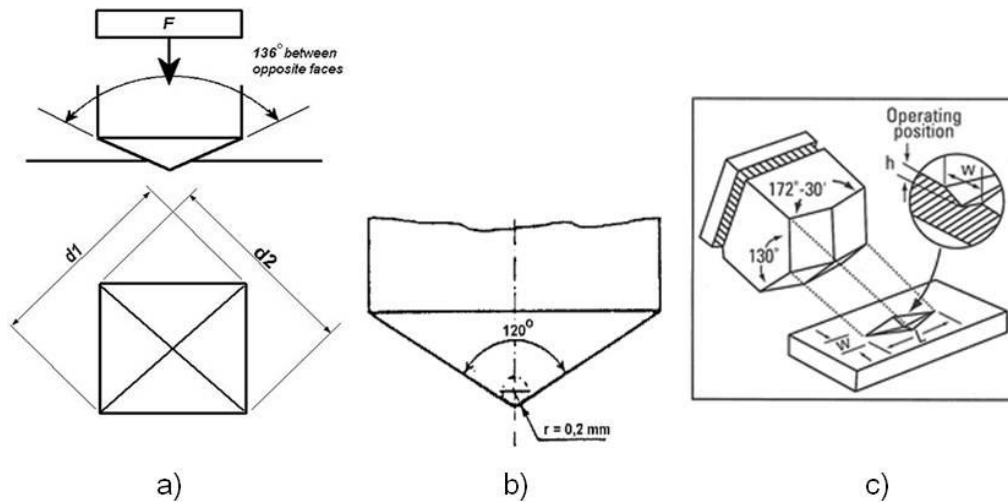 F
136° between
opposite faces
d1
d2
a)
120°
r = 0,2 mm
b)
Operating
position
h
w
172°-30'
130°
W
L
c)